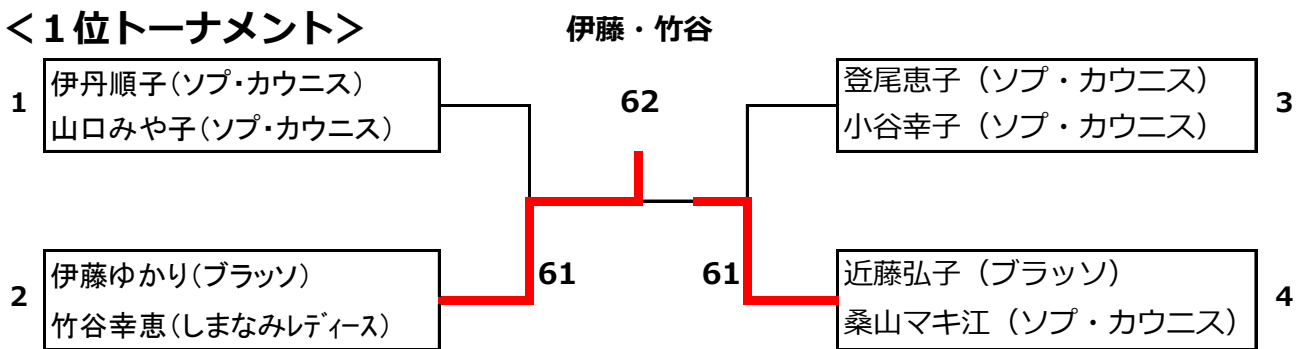 ＜１位トーナメント＞
伊藤・竹谷
1
伊丹順子(ソプ・カウニス)
山口みや子(ソプ・カウニス)
62
登尾恵子（ソプ・カウニス）
小谷幸子（ソプ・カウニス）
3
2
伊藤ゆかり(ブラッソ)
竹谷幸恵(しまなみﾚﾃﾞｨｰｽ)
61
61
近藤弘子（ブラッソ）
桑山マキ江（ソプ・カウニス）
4